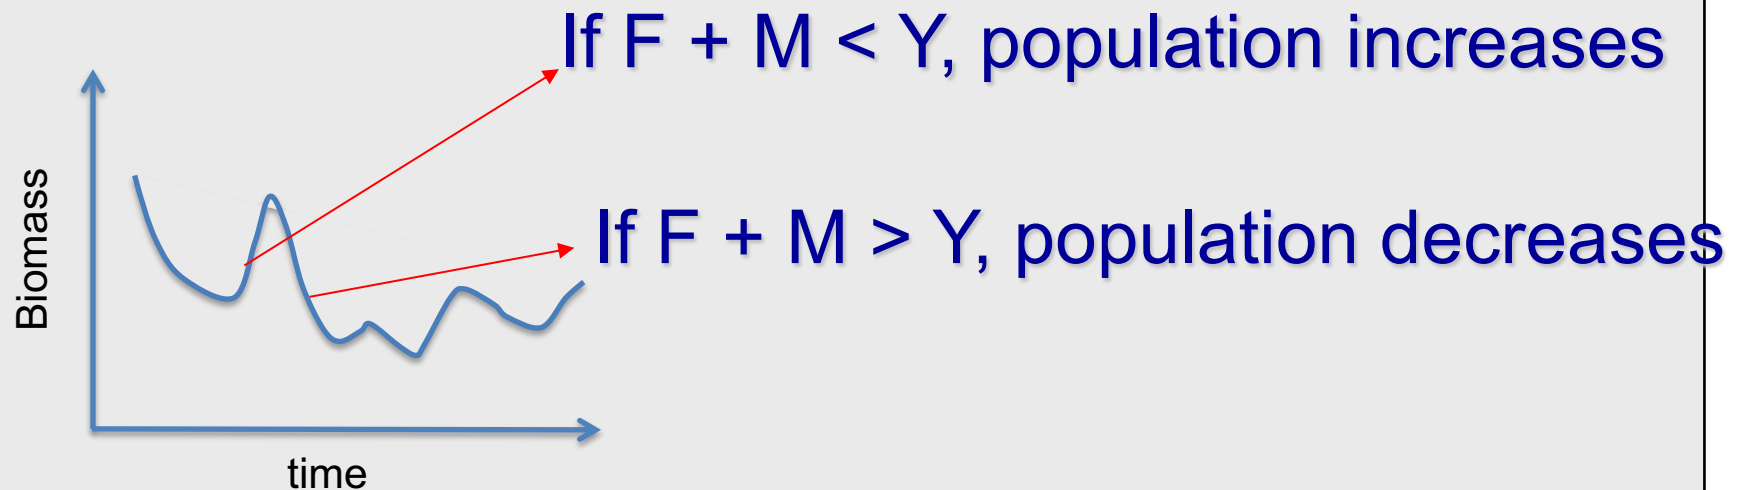 If F + M < Y, population increases
If F + M > Y, population decreases
Biomass
time